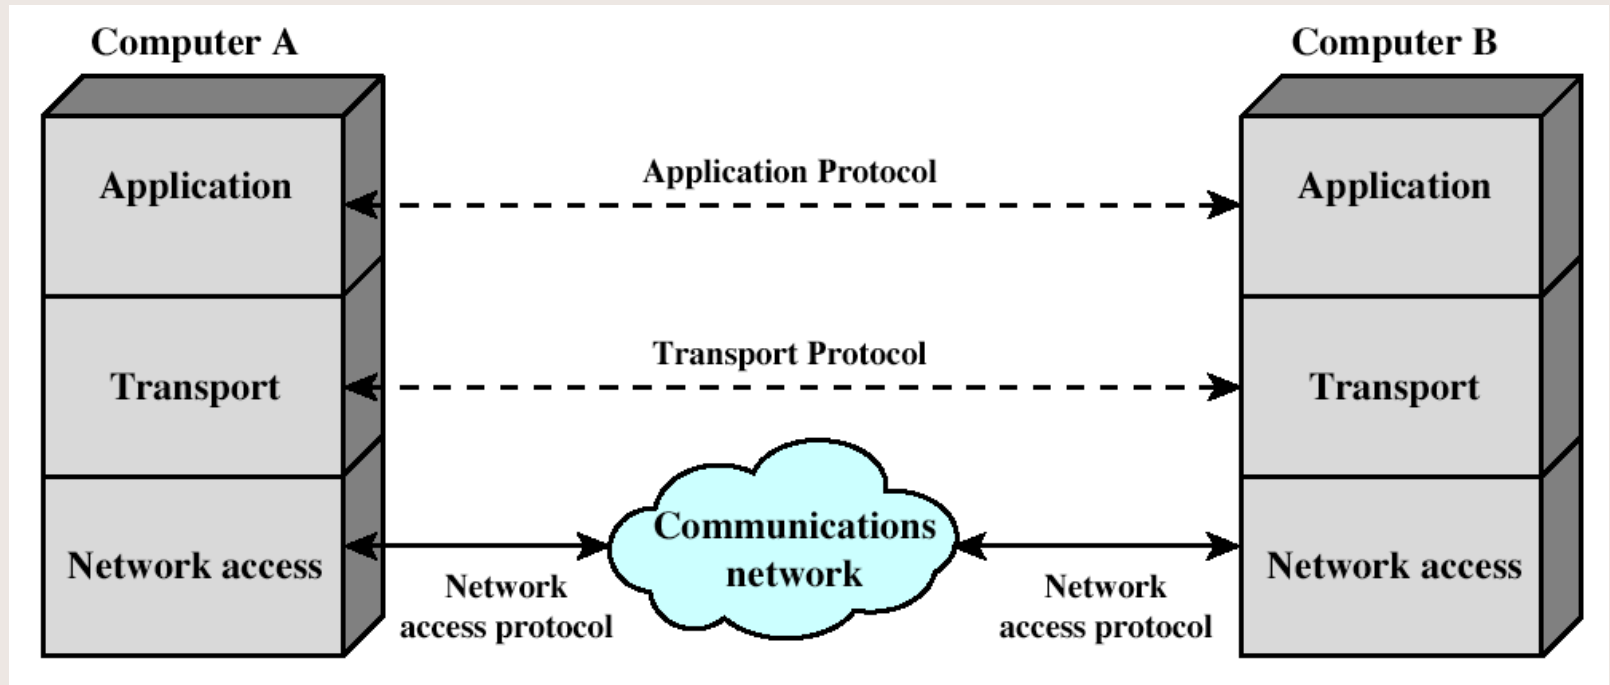 Computer A
Computer B
Application
Application Protocol
Application
Transport
Transport Protocol
Transport
Network access
Communications
network
Network access
Network
access protocol
Network
access protocol